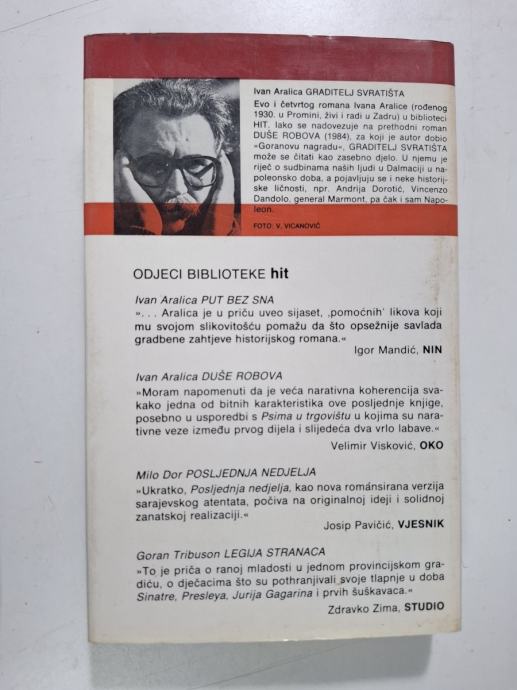 Ivan Aralica GRADITELJ SVRATIŠTA
Evo i četvrtog romana Ivana Aralice (rođenog
1930. u Promini, živi i radi u Zadru) u biblioteci
HIT. Iako se nadovezuje na prethodni roman
DUŠE ROBOVA (1984), za koji je autor dobio
»Goranovu nagradu«, GRADITELJ SVRATIŠTA
može se čitati kao zasebno djelo. U njemu je
riječ o sudbinama naših ljudi u Dalmaciji u na-
poleonsko doba, a pojavljuju se i neke historij-
ske ličnosti, npr. Andrija Dorotić, Vincenzo
Dandolo, general Marmont, pa čak i sam Napo-
leon.
FOTO: V. VICANOVIĆ
ODJECI BIBLIOTEKE hit
Ivan Aralica PUT BEZ SNA
»... Aralica je u priču uveo sijaset, ‚pomoćnih' likova koji
mu svojom slikovitošću pomažu da što opsežnije savlada
gradbene zahtjeve historijskog romana.«
Igor Mandić, NIN
Ivan Aralica DUŠE ROBOVA
»Moram napomenuti da je veća narativna koherencija sva-
kako jedna od bitnih karakteristika ove posljednje knjige,
posebno u usporedbi s Psima u trgovištu u kojima su nara-
tivne veze između prvog dijela i slijedeća dva vrlo labave.«
Velimir Visković, OKO
Milo Dor POSLJEDNJA NEDJELJA
»Ukratko, Posljednja nedjelja, kao nova románsirana verzija
sarajevskog atentata, počiva na originalnoj ideji i solidnoj
zanatskoj realizaciji.«
Josip Pavičić, VJESNIK
Goran Tribuson LEGIJA STRANACA
»To je priča o ranoj mladosti u jednom provincijskom gra-
diću, o dječacima što su pothranjivali svoje tlapnje u doba
Sinatre, Presleya, Jurija Gagarina i prvih šuškavaca.«
Zdravko Zima, STUDIO